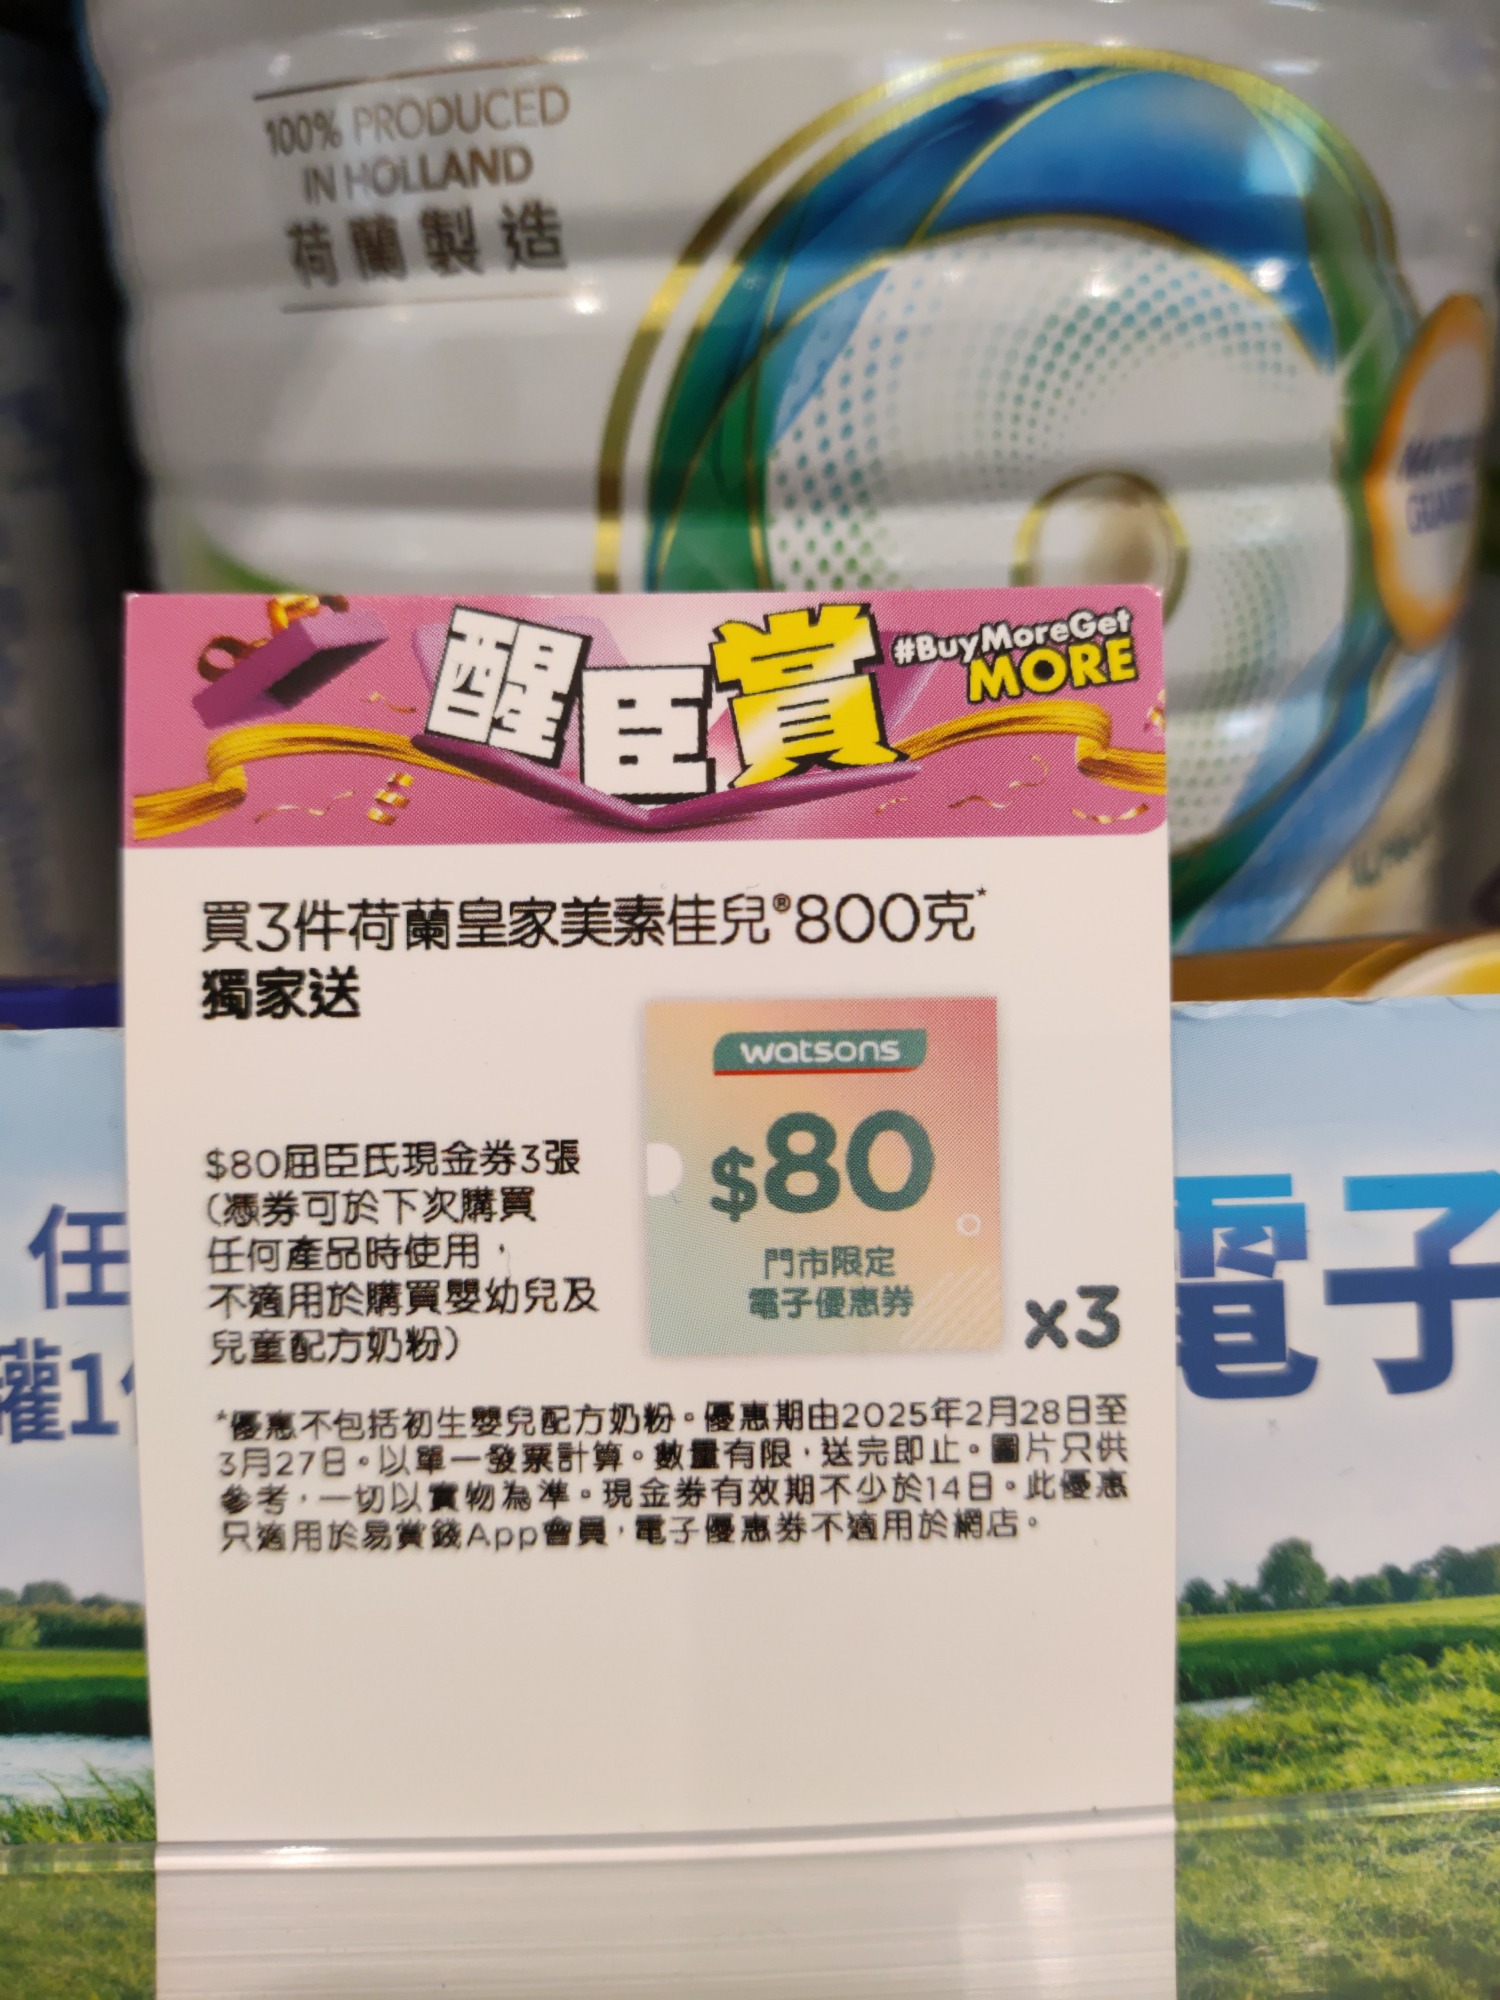 100% PRODUCED
IN HOLLAND
荷蘭製造
醒臣賞
#BuyMoreGet
MORE
買3件荷蘭皇家美素佳兒®800克*
獨家送
watsons
$80
門市限定
電子優惠券
x3
$80屈臣氏現金券3張
(憑券可於下次購買
任何產品時使用，
不適用於購買嬰幼兒及
兒童配方奶粉)
*優惠不包括初生嬰兒配方奶粉。優惠期由2025年2月28日至
3月27日。以單一發票計算。數量有限，送完即止。圖片只供
參考，一切以實物為準。現金券有效期不少於14日。此優惠
只適用於易賞錢App會員，電子優惠券不適用於網店。
任
罐1
電子